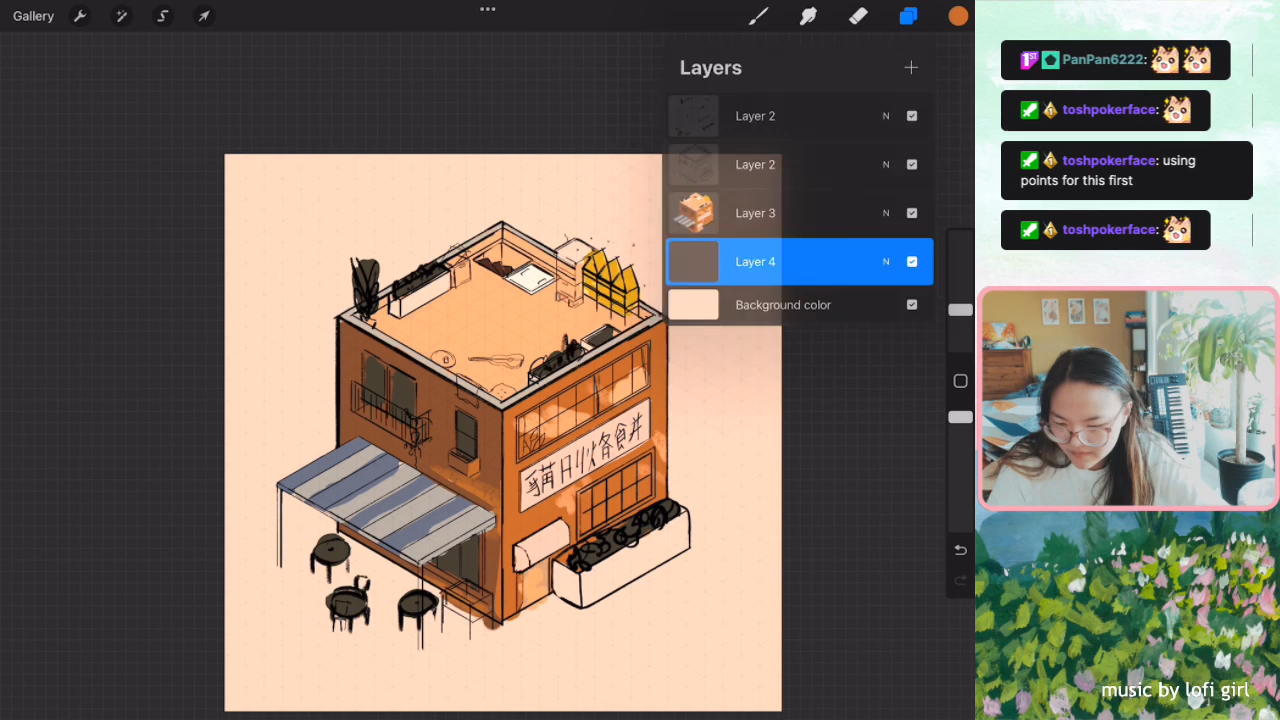 Gallery
Layers
Layer 2 N
Layer 2 N
Layer 3 N
Layer 4 N
Background color
1ST PanPan6222:
toshpokerface:
toshpokerface: using
points for this first
toshpokerface:
music by lofi girl